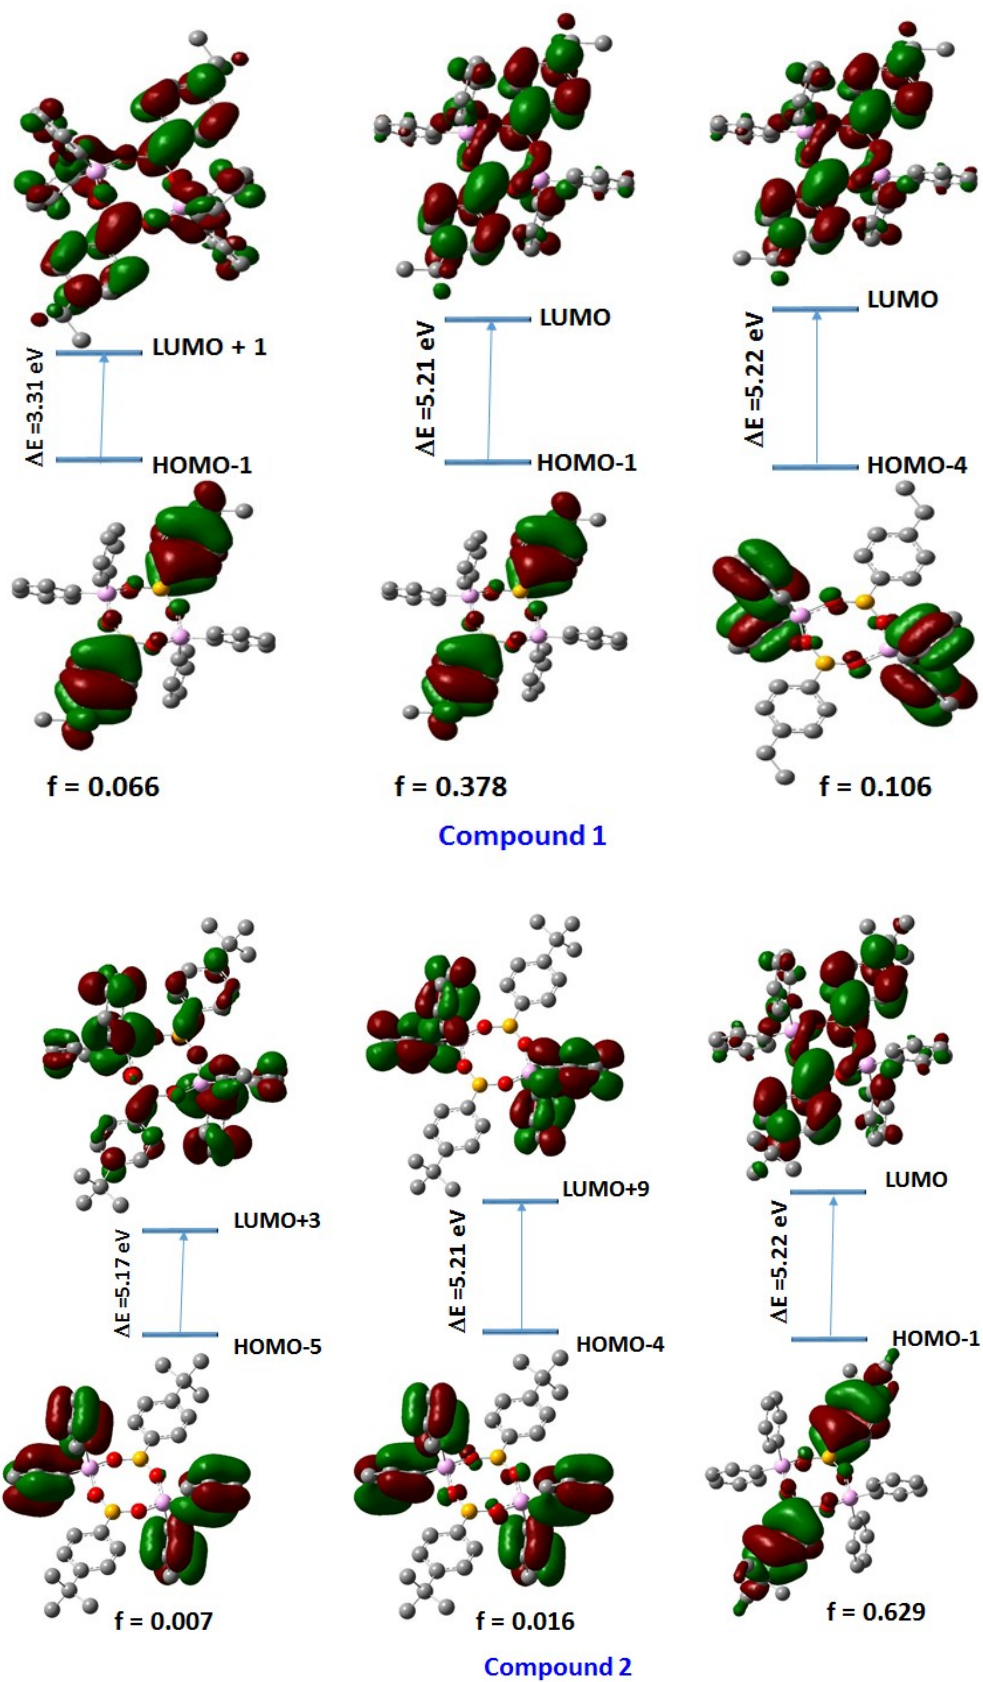 LUMO + 1
ΔE =3.31 eV
HOMO-1
f = 0.066
LUMO
ΔE =5.21 eV
HOMO-1
f = 0.378
LUMO
ΔE =5.22 eV
HOMO-4
f = 0.106
Compound 1
LUMO+3
ΔE =5.17 eV
HOMO-5
f = 0.007
LUMO+9
ΔE =5.21 eV
HOMO-4
f = 0.016
LUMO
ΔE =5.22 eV
HOMO-1
f = 0.629
Compound 2